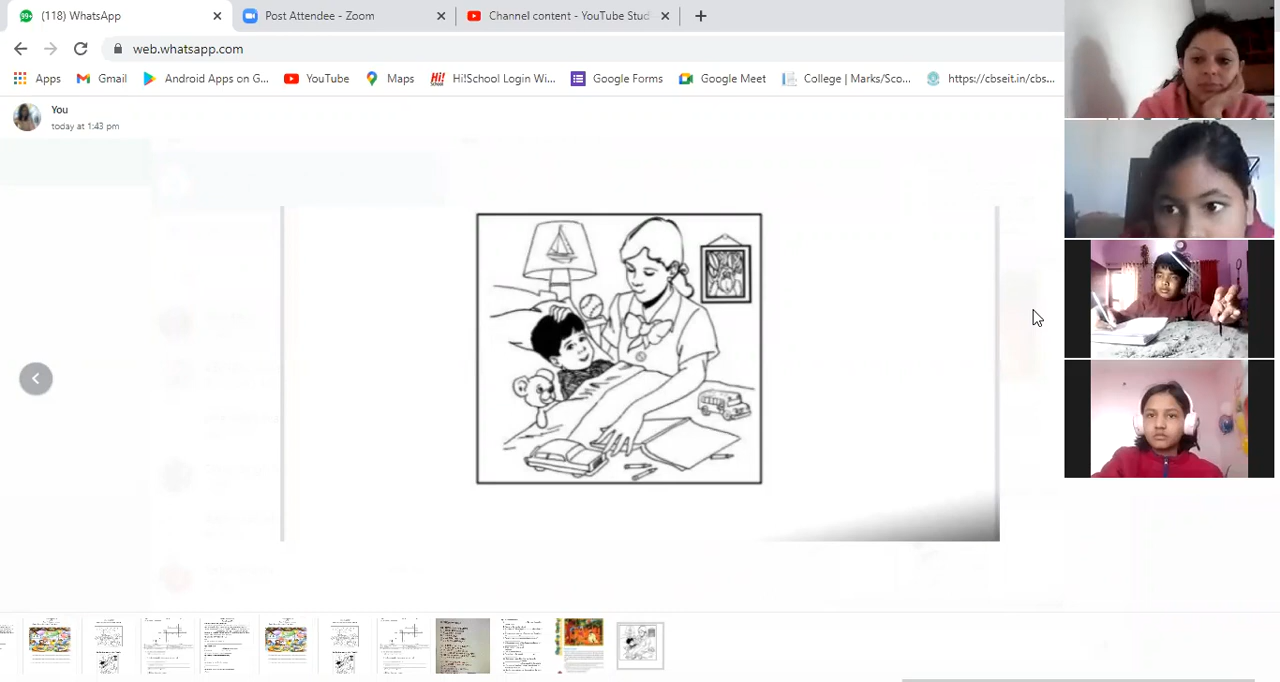 (118) WhatsApp
Post Attendee - Zoom
Channel content - YouTube Stud
web.whatsapp.com
Apps
Gmail
Android Apps on G...
YouTube
Maps
Hi!School Login Wi...
Google Forms
Google Meet
College | Marks/Sco...
https://cbseit.in/cbs...
You
today at 1:43 pm